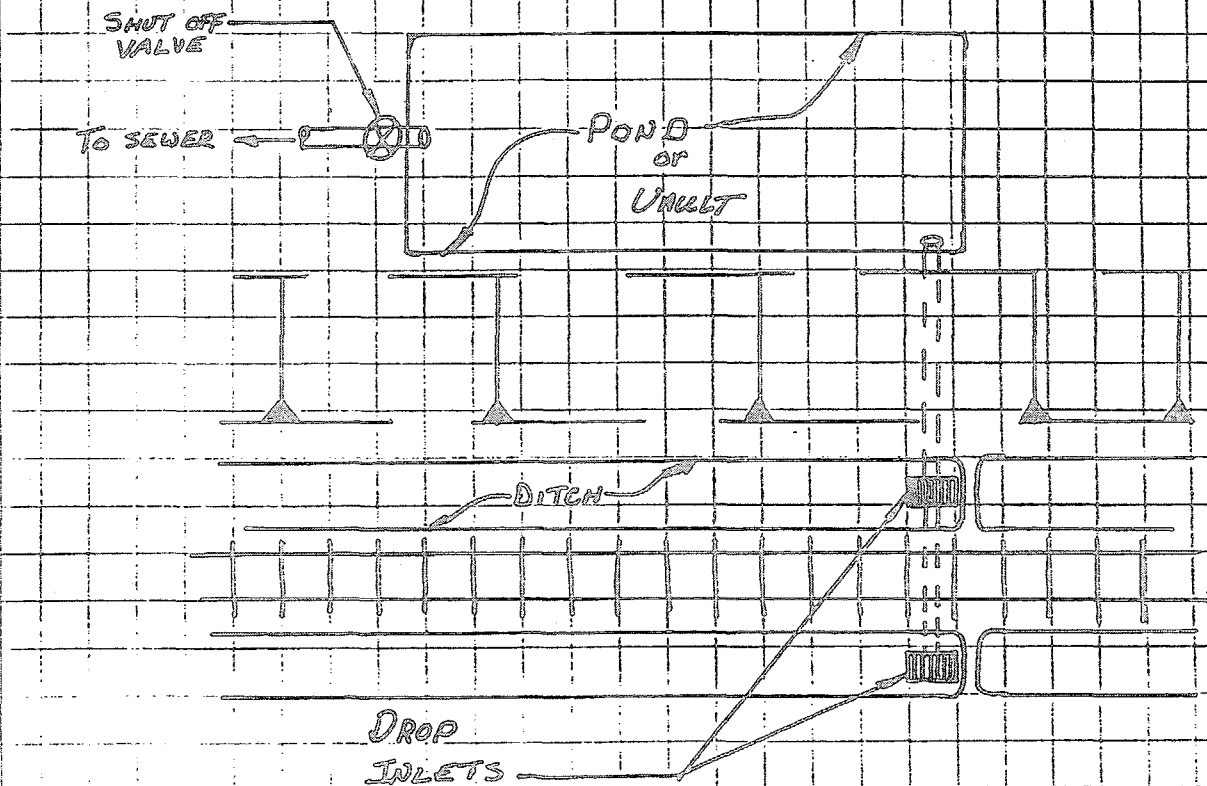 SHUT OFF
VALVE
TO SEWER
POND
or
VAULT
DITCH
DROP
INLETS